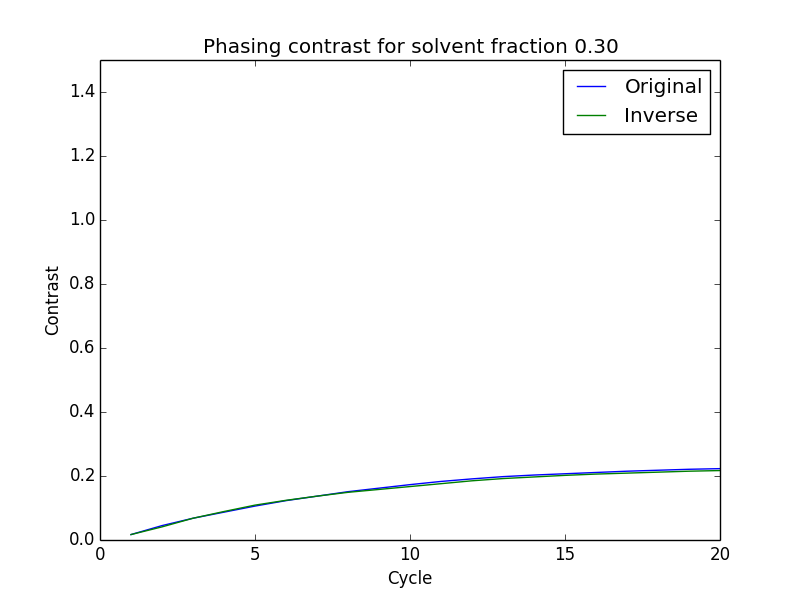 Phasing contrast for solvent fraction 0.30
Original
Inverse
1.4
1.2
1.0
0.8
0.6
0.4
0.2
0.0
Contrast
0 5 10 15 20
Cycle